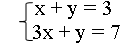 x + y = 3
3x + y = 7